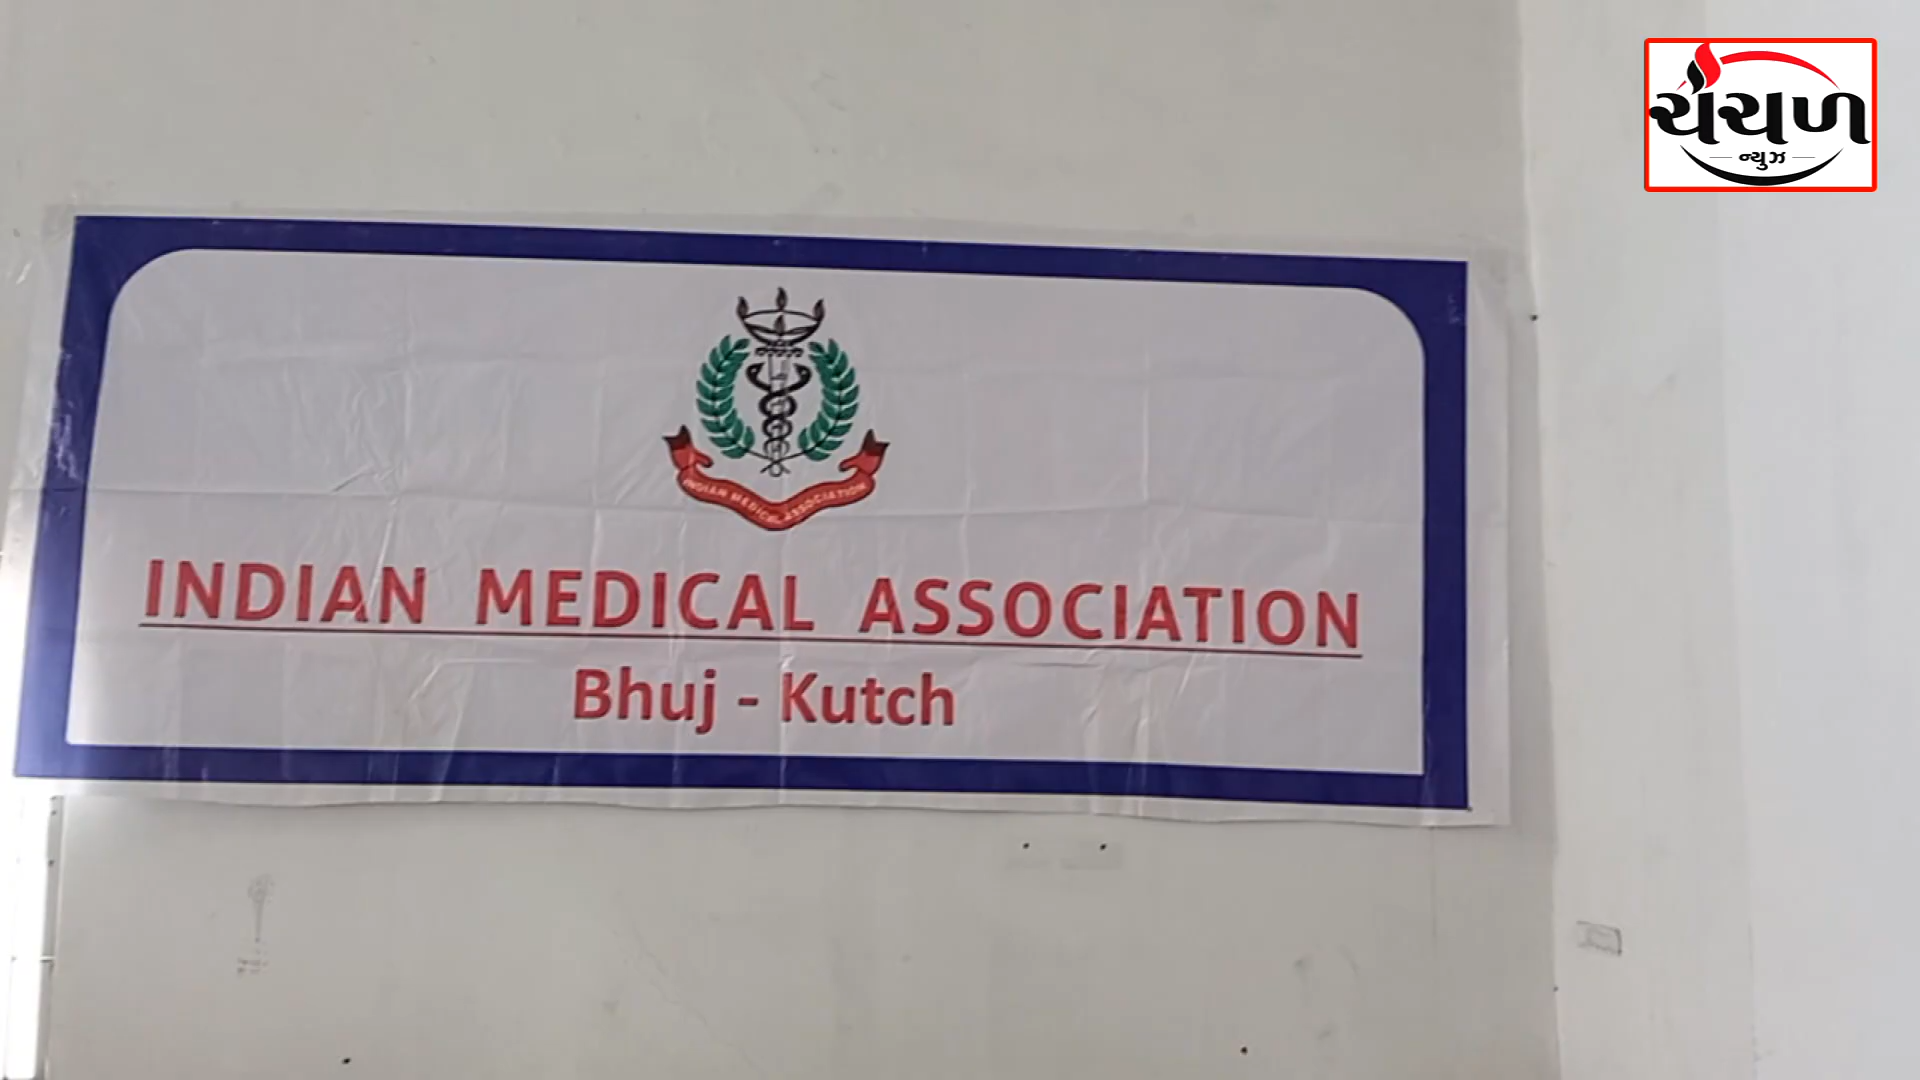 ચંચળ
ન્યુઝ
INDIAN MEDICAL ASSOCIATION
INDIAN MEDICAL ASSOCIATION
Bhuj - Kutch